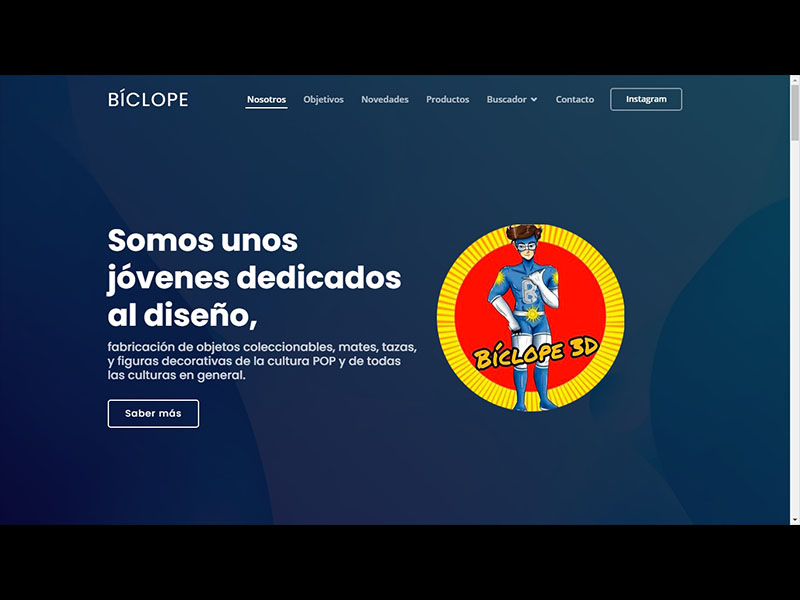 BÍCLOPE
Nosotros Objetivos Novedades Productos Buscador Contacto Instagram
Somos unos
jóvenes dedicados
al diseño,
fabricación de objetos coleccionables, mates, tazas,
y figuras decorativas de la cultura POP y de todas
las culturas en general.
Saber más
B
Bíclope 3D